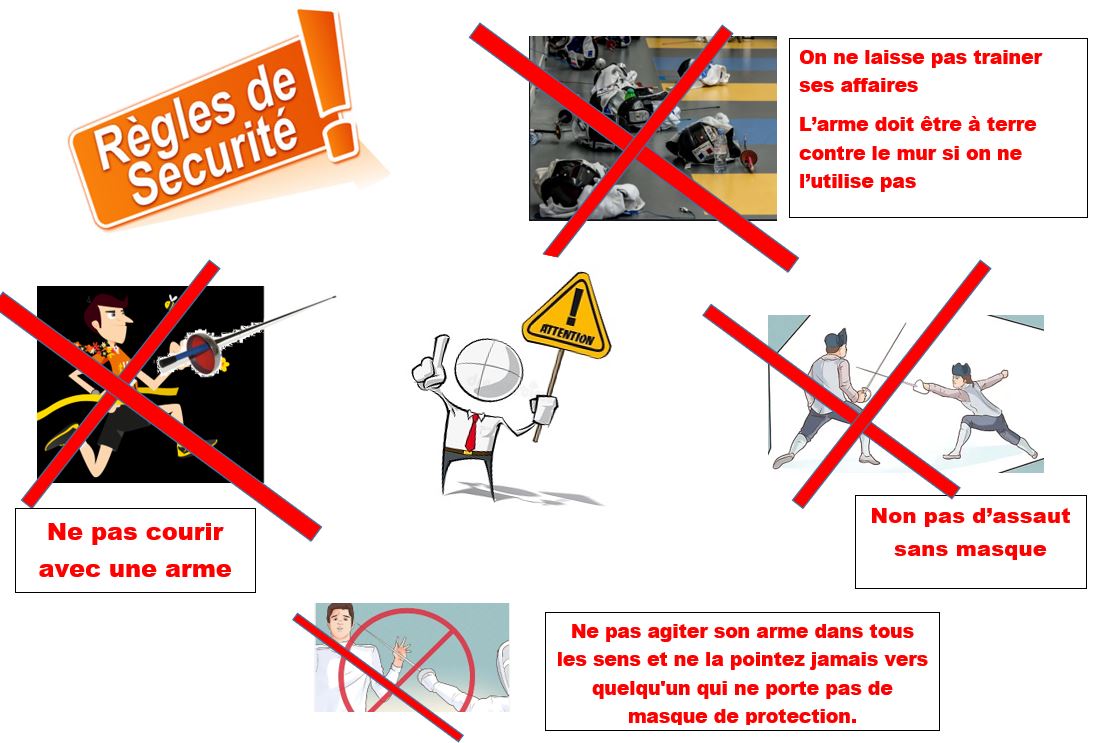 Règles de
Sécurité
On ne laisse pas trainer
ses affaires
L’arme doit être à terre
contre le mur si on ne
l’utilise pas
ATTENTION
Ne pas courir
avec une arme
Non pas d’assaut
sans masque
Ne pas agiter son arme dans tous
les sens et ne la pointez jamais vers
quelqu'un qui ne porte pas de
masque de protection.